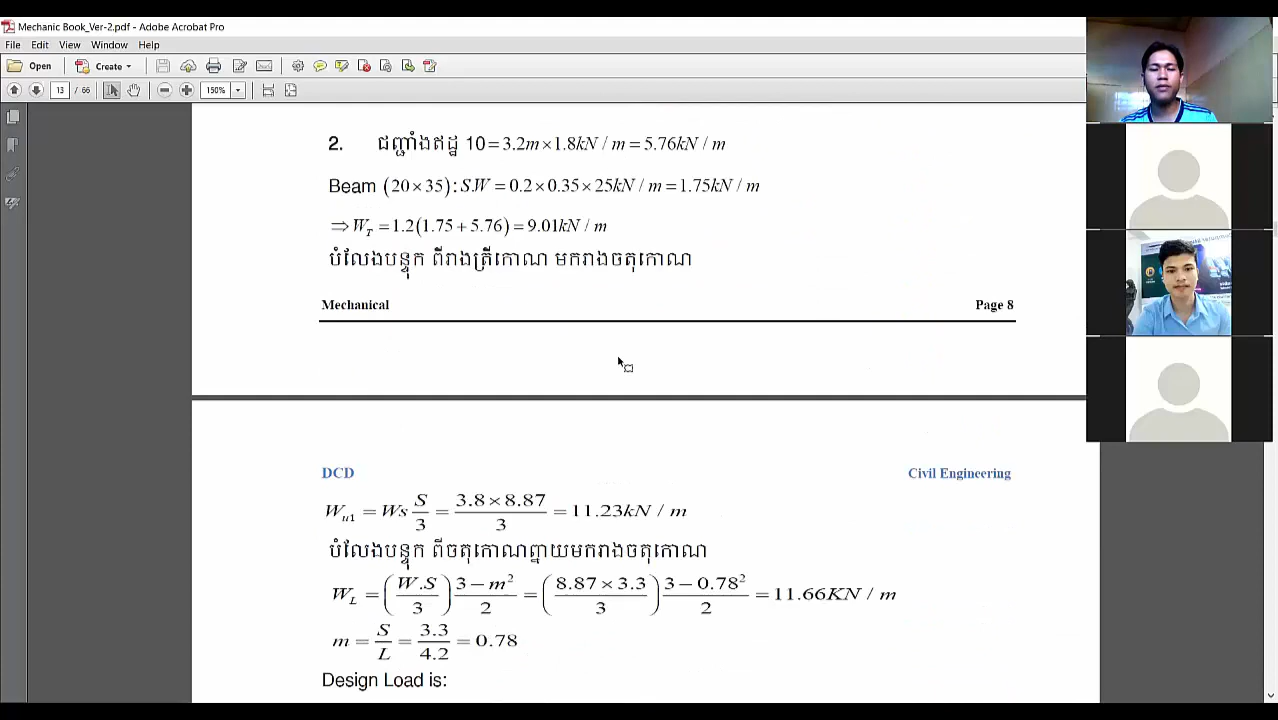 Mechanic Book_Ver-2.pdf - Adobe Acrobat Pro
File Edit View Window Help
Open Create
13 / 66 150%
2. ជញ្ជាំងឥដ្ឋ 10 = 3.2m × 1.8kN / m = 5.76kN / m
Beam (20 × 35) : S.W = 0.2 × 0.35 × 25kN / m = 1.75kN / m
⇒ W_T = 1.2(1.75 + 5.76) = 9.01kN / m
បំលែងបន្ទុក ពីរាងត្រីកោណ មករាងចតុកោណ
Mechanical Page 8
DCD Civil Engineering
W_u1 = Ws S/3 = (3.8 × 8.87)/3 = 11.23kN / m
បំលែងបន្ទុក ពីចតុកោណព្នាយមករាងចតុកោណ
W_L = (W.S/3) (3 − m²)/2 = (8.87 × 3.3/3) (3 − 0.78²)/2 = 11.66KN / m
m = S/L = 3.3/4.2 = 0.78
Design Load is: